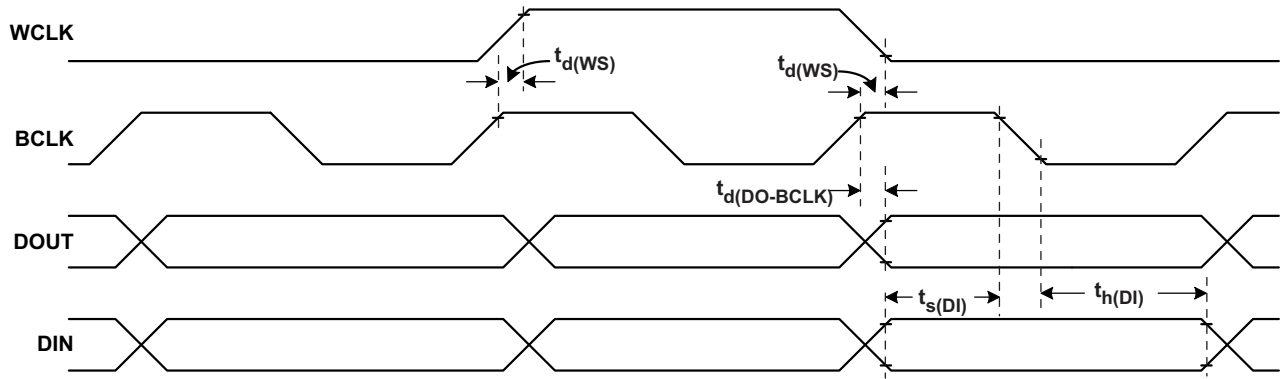 WCLK
td(WS)
td(WS)
BCLK
td(DO-BCLK)
DOUT
ts(DI)
th(DI)
DIN